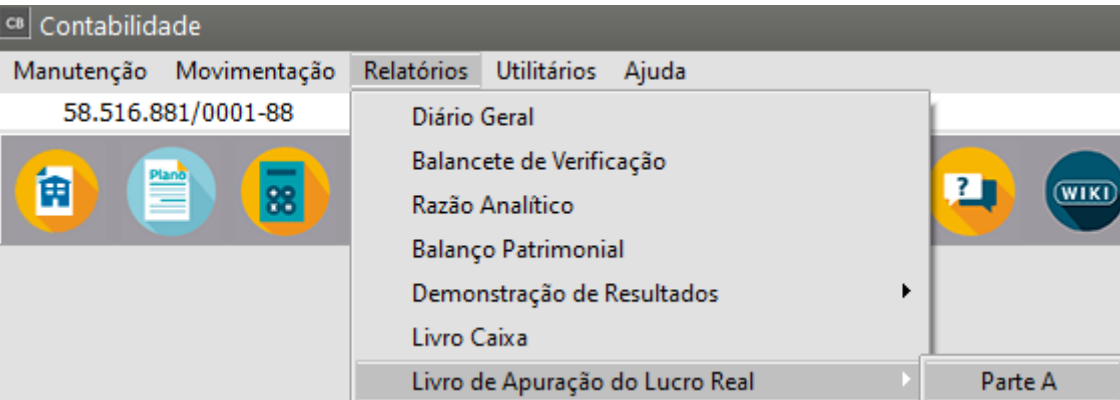 CB Contabilidade
Manutenção Movimentação Relatórios Utilitários Ajuda
58.516.881/0001-88
Diário Geral
Balancete de Verificação
Plano
?
WIKI
Razão Analítico
Balanço Patrimonial
Demonstração de Resultados
Livro Caixa
Livro de Apuração do Lucro Real
Parte A